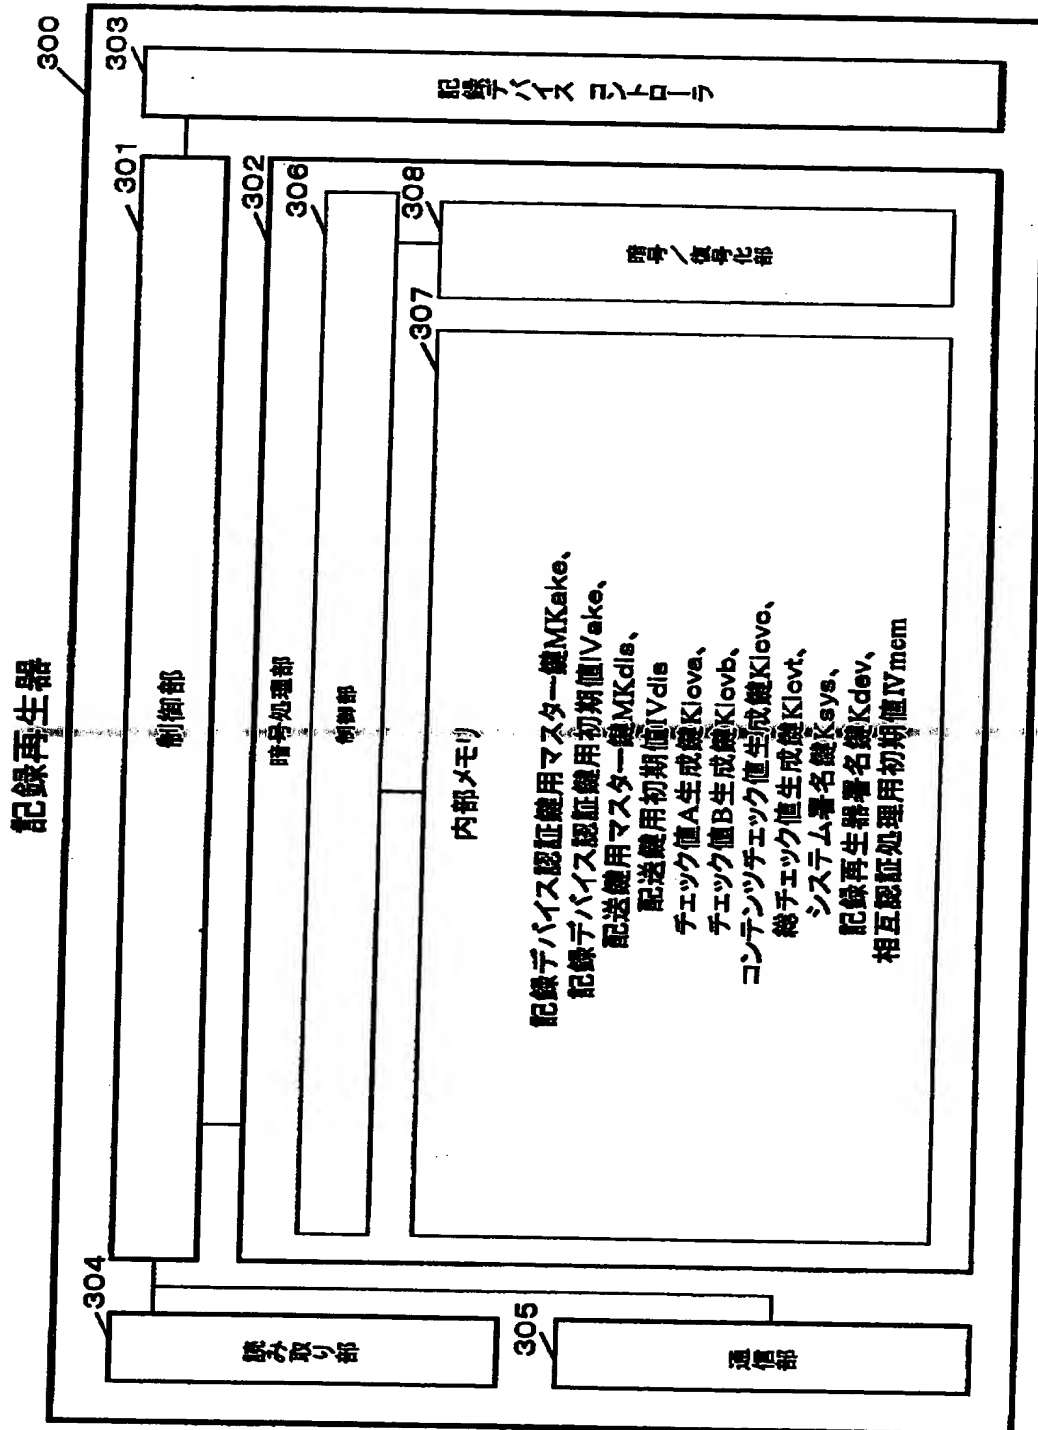 記録再生器
300
301
制御部
303
記録デバイス コントローラ
302
暗号処理部
306
制御部
307
内部メモリ
記録デバイス認証鍵用マスター鍵MKake、
記録デバイス認証鍵用初期値IVake、
配送鍵用マスター鍵MKdis、
配送鍵用初期値IVdis
チェック値A生成鍵Kicva、
チェック値B生成鍵Kicvb、
コンテンツチェック値生成鍵Kicvc、
総チェック値生成鍵Kicvt、
システム署名鍵Ksys、
記録再生器署名鍵Kdev、
相互認証処理用初期値IVmem
308
暗号／復号化部
304
読み取り部
305
通信部